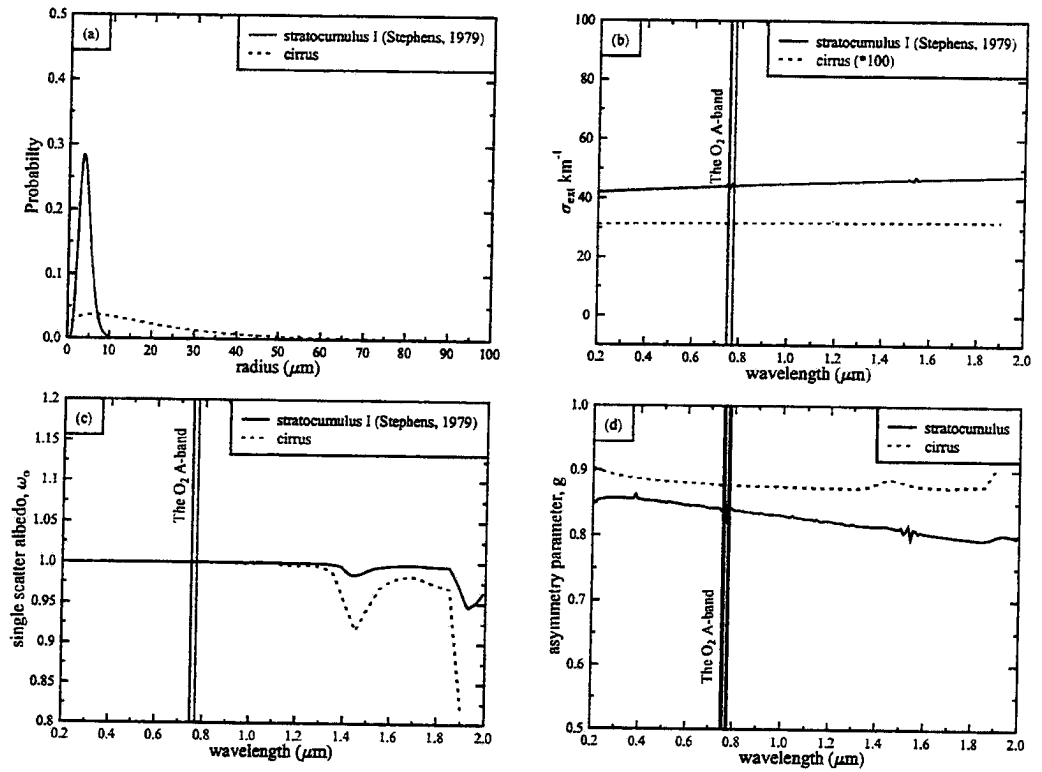 (a)
stratocumulus I (Stephens, 1979)
cirrus
Probabilty
0.5
0.4
0.3
0.2
0.1
0.0
0 10 20 30 40 50 60 70 80 90 100
radius (μm)
(b)
stratocumulus I (Stephens, 1979)
cirrus (*100)
The O₂ A-band
σext km⁻¹
100
80
60
40
20
0
0.2 0.4 0.6 0.8 1.0 1.2 1.4 1.6 1.8 2.0
wavelength (μm)
(c)
stratocumulus I (Stephens, 1979)
cirrus
The O₂ A-band
single scatter albedo, ωo
1.2
1.15
1.1
1.05
1.0
0.95
0.9
0.85
0.8
0.2 0.4 0.6 0.8 1.0 1.2 1.4 1.6 1.8 2.0
wavelength (μm)
(d)
stratocumulus
cirrus
The O₂ A-band
asymmetry parameter, g
1.0
0.9
0.8
0.7
0.6
0.5
0.2 0.4 0.6 0.8 1.0 1.2 1.4 1.6 1.8 2.0
wavelength (μm)